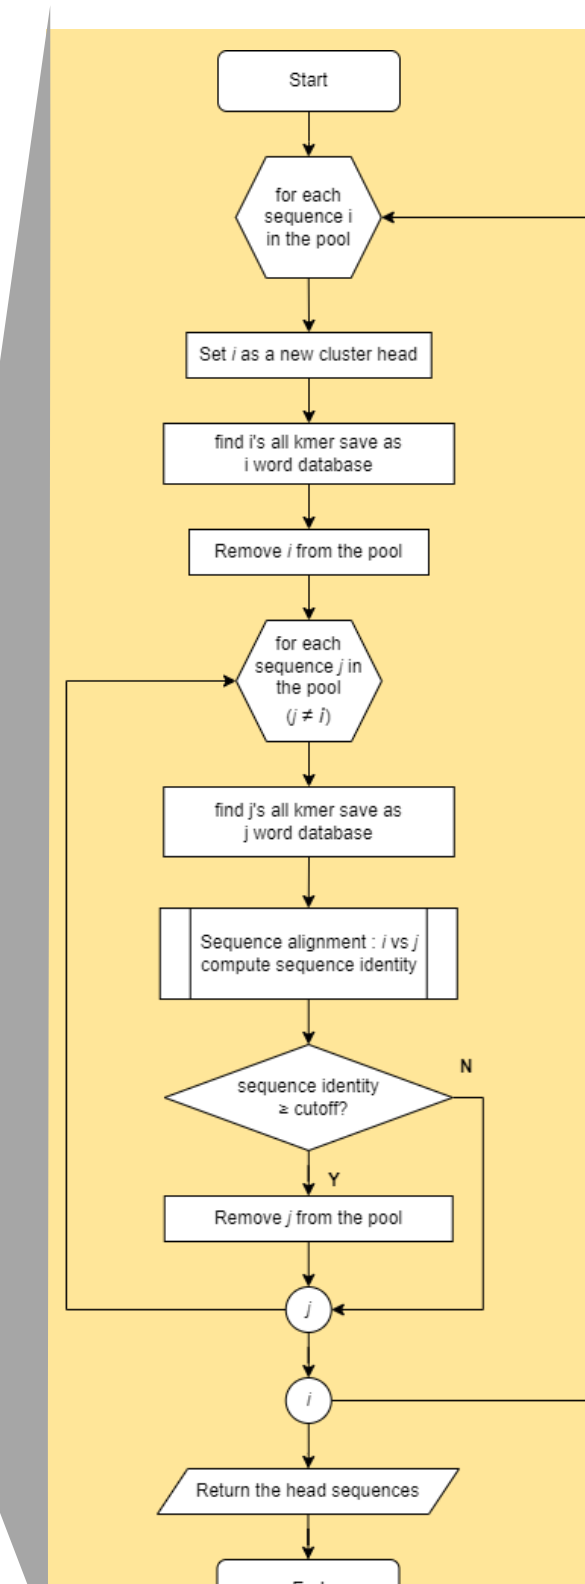 Start
for each
sequence i
in the pool
Set i as a new cluster head
find i's all kmer save as
i word database
Remove i from the pool
for each
sequence j in
the pool
(j ≠ i)
find j's all kmer save as
j word database
Sequence alignment : i vs j
compute sequence identity
sequence identity
≥ cutoff?
N
Y
Remove j from the pool
j
i
Return the head sequences